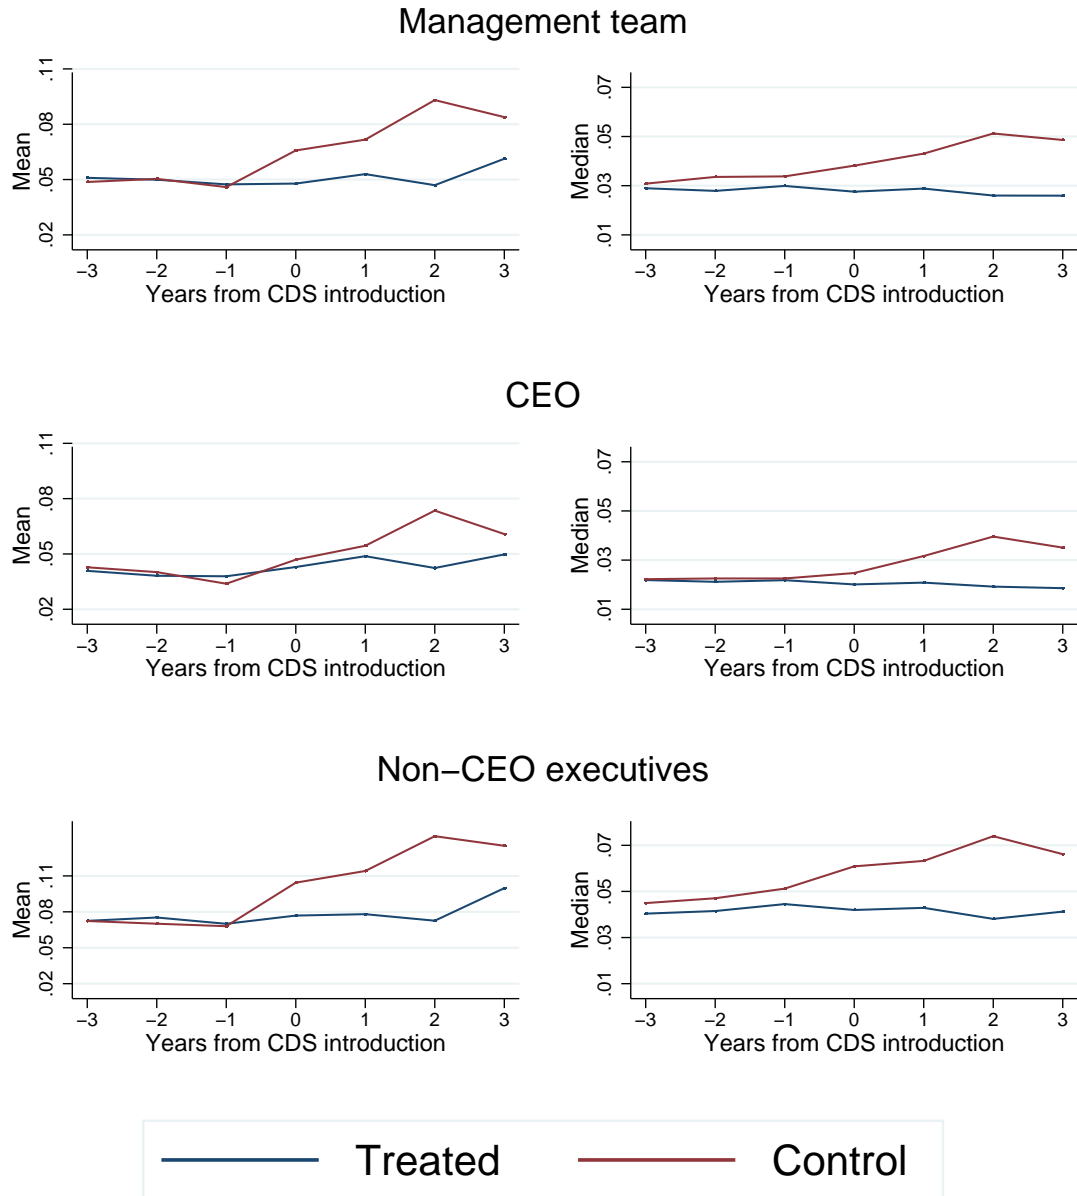 Management team
Mean
.02 .05 .08 .11
−3 −2 −1 0 1 2 3
Years from CDS introduction
Median
.01 .03 .05 .07
−3 −2 −1 0 1 2 3
Years from CDS introduction
CEO
Mean
.02 .05 .08 .11
−3 −2 −1 0 1 2 3
Years from CDS introduction
Median
.01 .03 .05 .07
−3 −2 −1 0 1 2 3
Years from CDS introduction
Non−CEO executives
Mean
.02 .05 .08 .11
−3 −2 −1 0 1 2 3
Years from CDS introduction
Median
.01 .03 .05 .07
−3 −2 −1 0 1 2 3
Years from CDS introduction
Treated Control